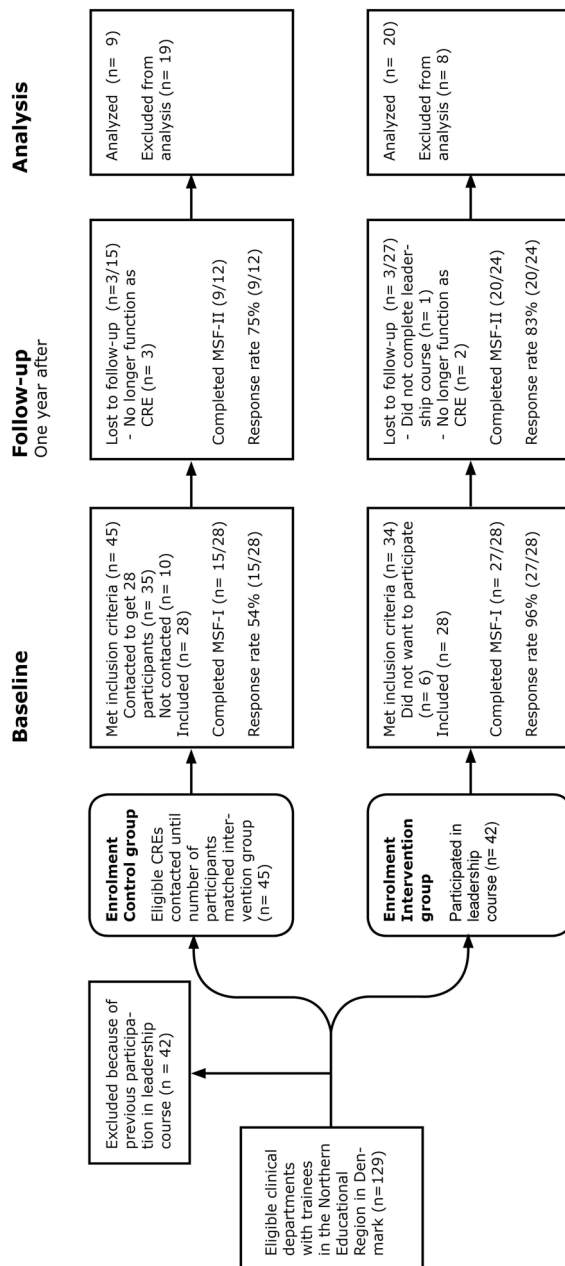 Eligible clinical
departments
with trainees
in the Northern
Educational
Region in Den-
mark (n=129)
Excluded because of
previous participa-
tion in leadership
course (n = 42)
Enrolment
Control group
Eligible CREs
contacted until
number of
participants
matched inter-
vention group
(n= 45)
Enrolment
Intervention
group
Participated in
leadership
course (n= 42)
Baseline
Met inclusion criteria (n= 45)
Contacted to get 28
participants (n= 35)
Not contacted (n= 10)
Included (n= 28)
Completed MSF-I (n= 15/28)
Response rate 54% (15/28)
Met inclusion criteria (n= 34)
Did not want to participate
(n= 6)
Included (n= 28)
Completed MSF-I (n= 27/28)
Response rate 96% (27/28)
Follow-up
One year after
Lost to follow-up (n=3/15)
- No longer function as
CRE (n= 3)
Completed MSF-II (9/12)
Response rate 75% (9/12)
Lost to follow-up (n= 3/27)
- Did not complete leader-
ship course (n= 1)
- No longer function as
CRE (n= 2)
Completed MSF-II (20/24)
Response rate 83% (20/24)
Analysis
Analyzed (n= 9)
Excluded from
analysis (n= 19)
Analyzed (n= 20)
Excluded from
analysis (n= 8)